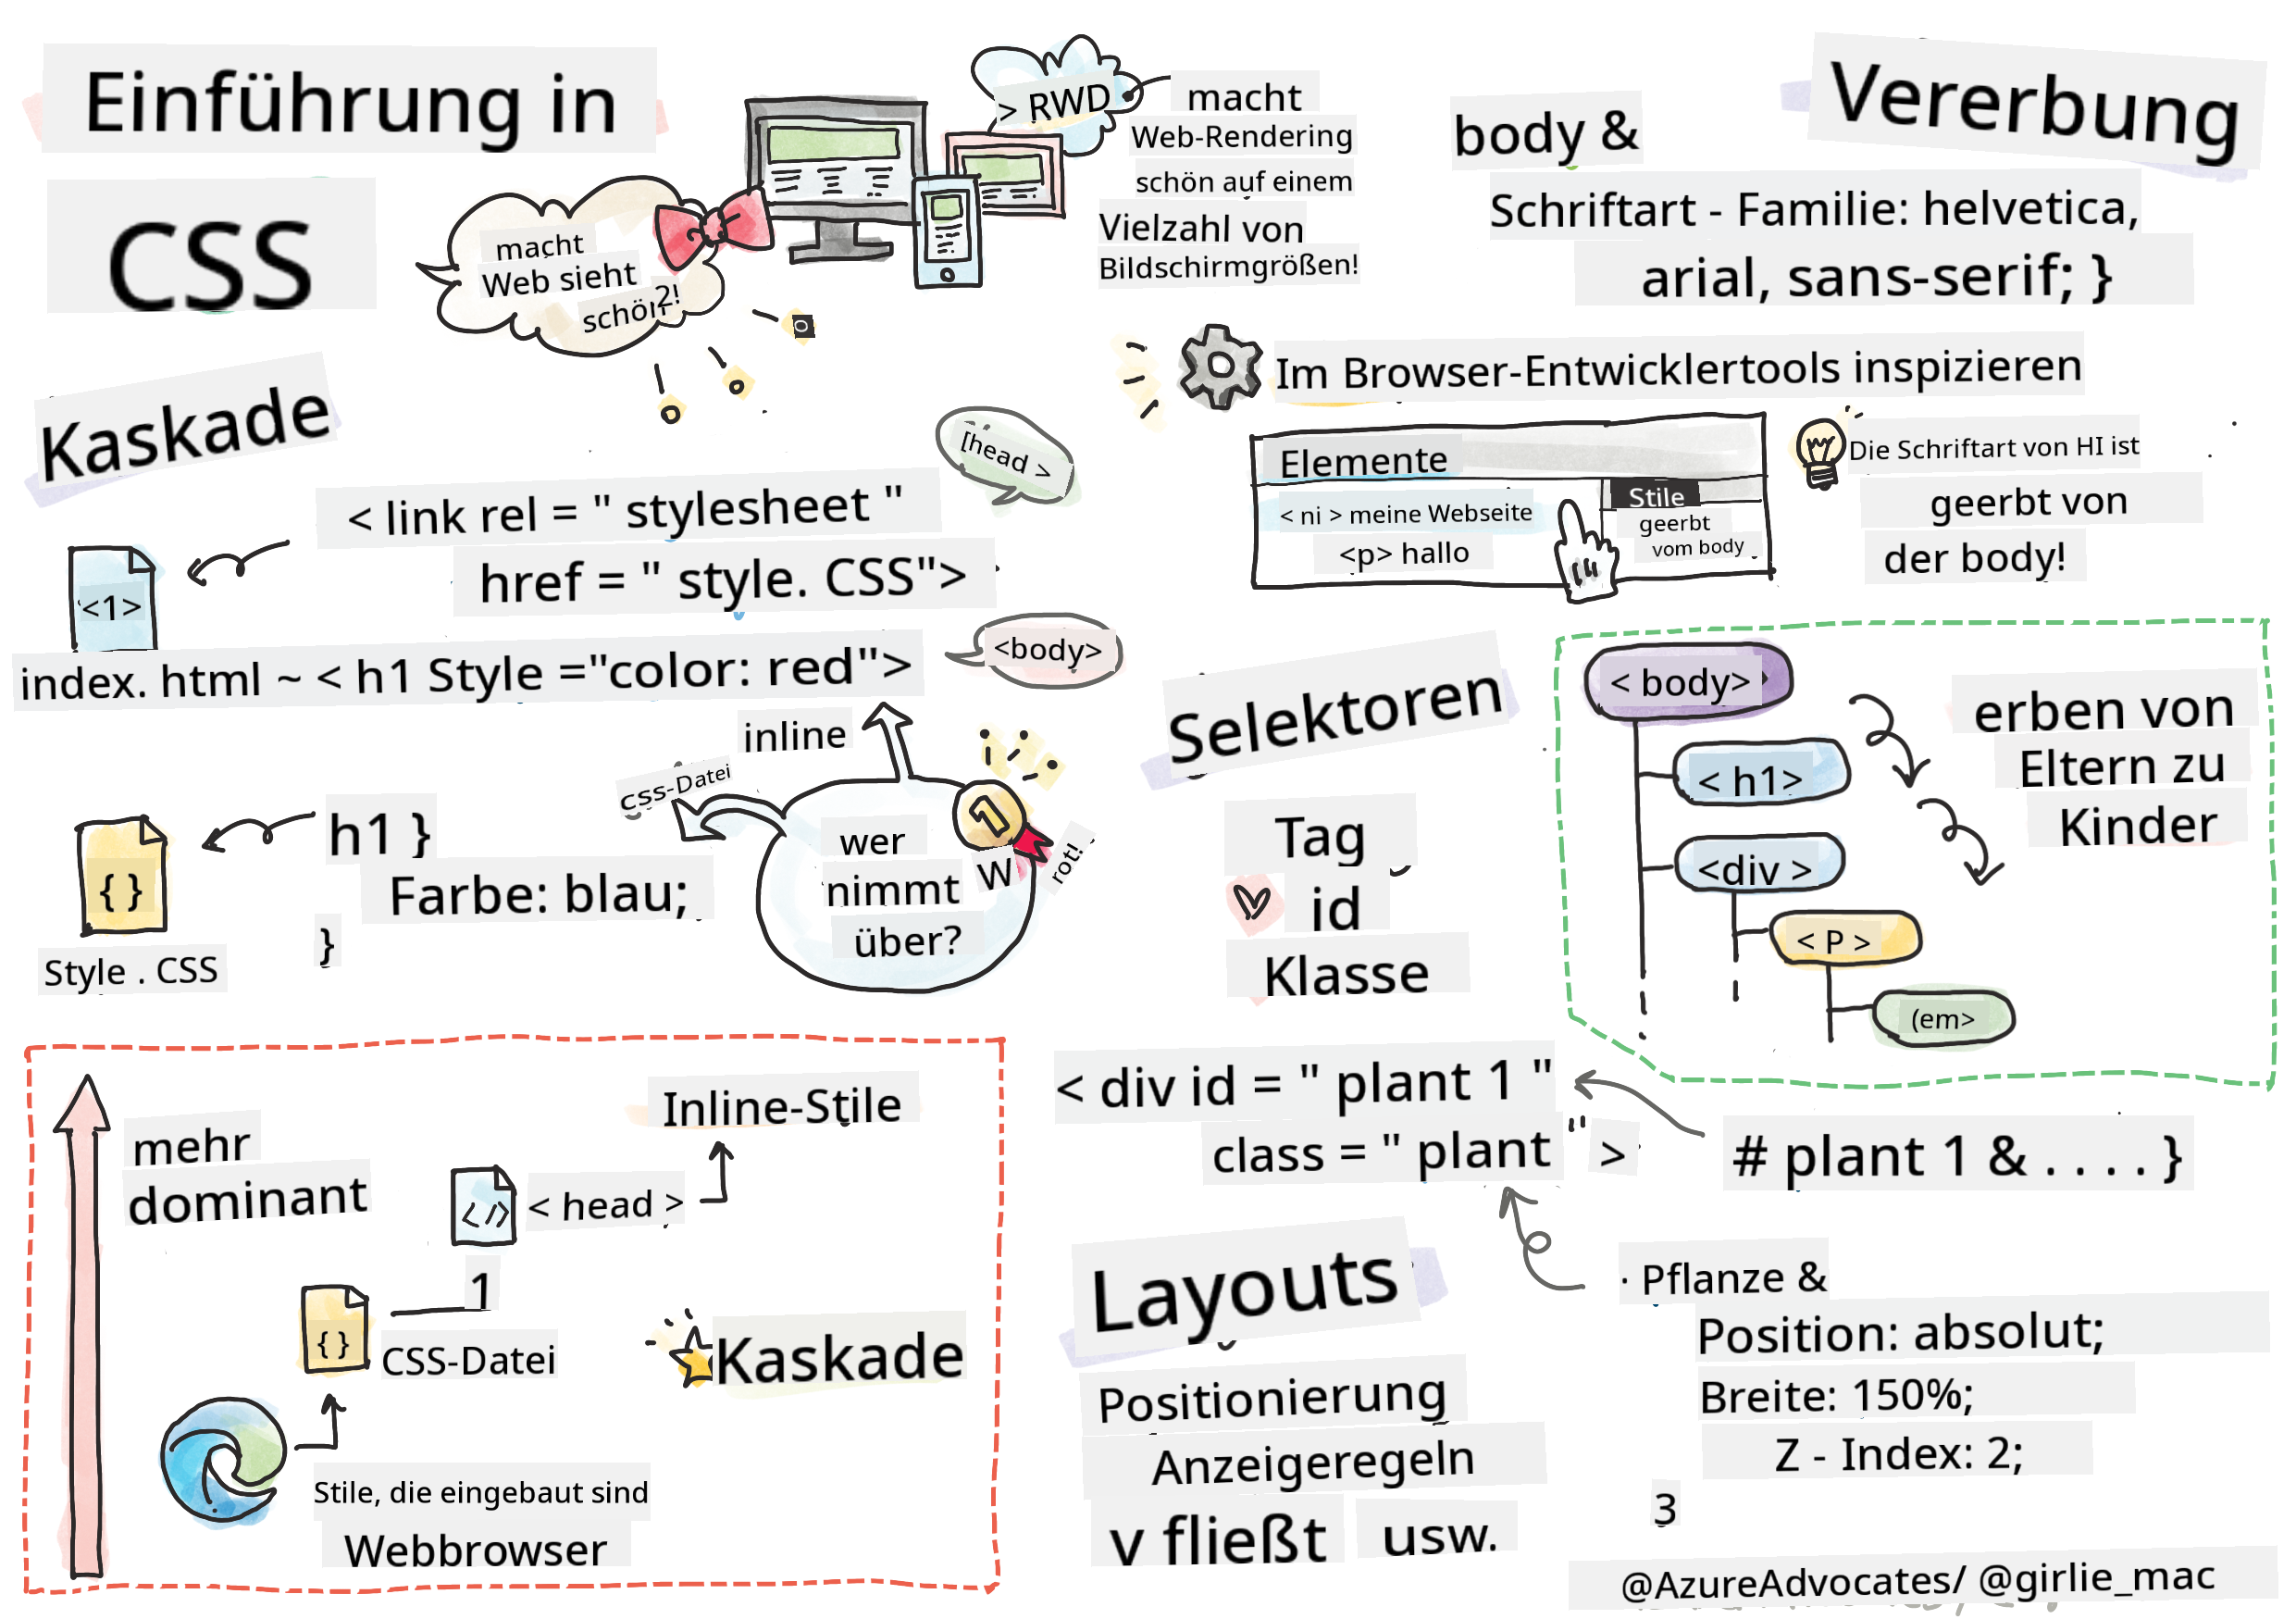 Einführung in
CSS
macht
Web sieht
schön
2!
> RWD
macht
Web-Rendering
schön auf einem
Vielzahl von
Bildschirmgrößen!
Kaskade
[head >
< link rel = " stylesheet "
href = " style. CSS">
<1>
index. html ~ < h1 Style ="color: red">
<body>
inline
css-Datei
h1 }
Farbe: blau;
}
{ }
Style . CSS
wer
nimmt
über?
1
W
rot!
mehr
dominant
Inline-Stile
</>
< head >
1
{ }
CSS-Datei
Kaskade
Stile, die eingebaut sind
Webbrowser
Vererbung
body &
Schriftart - Familie: helvetica,
arial, sans-serif; }
Im Browser-Entwicklertools inspizieren
Elemente
< ni > meine Webseite
<p> hallo
Stile
geerbt
vom body
Die Schriftart von HI ist
geerbt von
der body!
Selektoren
Tag
id
Klasse
< body>
< h1>
<div >
< P >
(em>
erben von
Eltern zu
Kinder
< div id = " plant 1 "
class = " plant " >
# plant 1 & . . . . }
Layouts
Positionierung
Anzeigeregeln
v fließt usw.
· Pflanze &
Position: absolut;
Breite: 150%;
Z - Index: 2;
3
@AzureAdvocates/ @girlie_mac